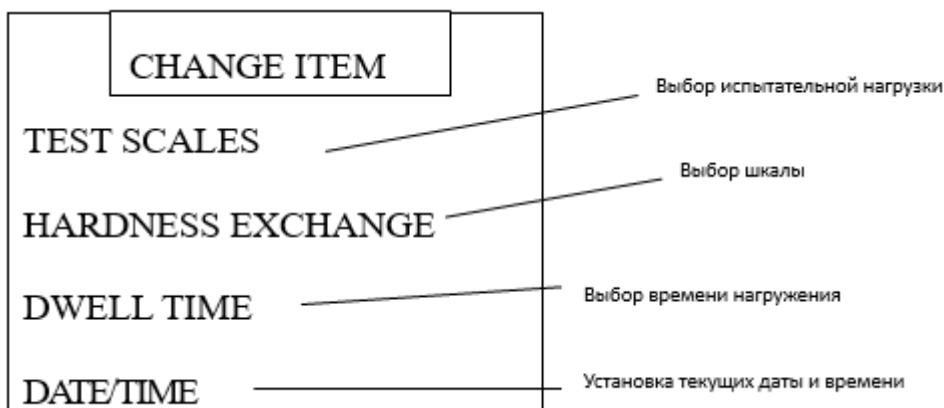 CHANGE ITEM
Выбор испытательной нагрузки
TEST SCALES
Выбор шкалы
HARDNESS EXCHANGE
Выбор времени нагружения
DWELL TIME
Установка текущих даты и времени
DATE/TIME